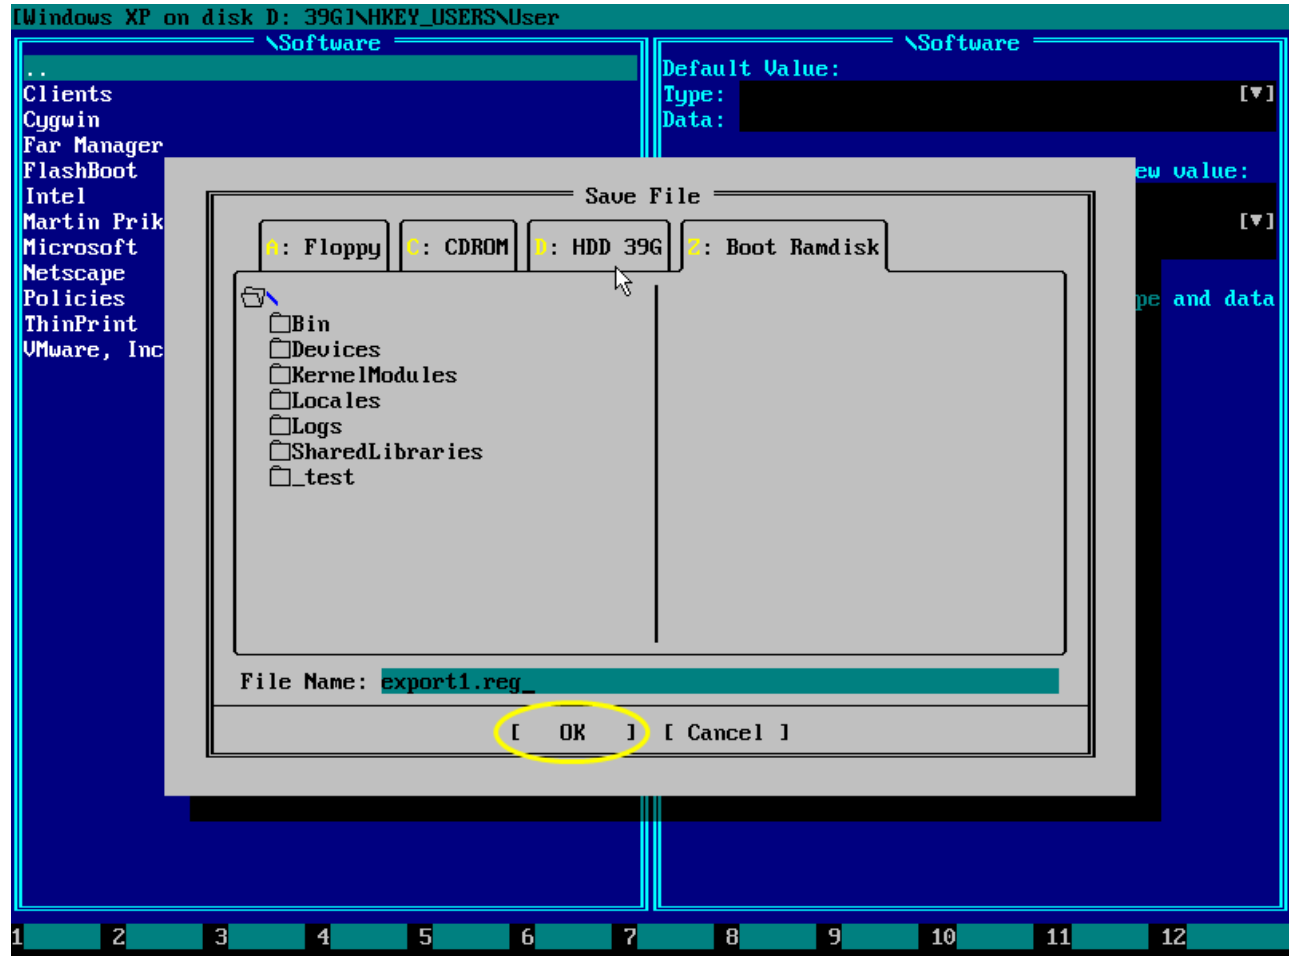 [Windows XP on disk D: 39G]\HKEY_USERS\User
\Software
..
Clients
Cygwin
Far Manager
FlashBoot
Intel
Martin Prik
Microsoft
Netscape
Policies
ThinPrint
VMware, Inc
\Software
Default Value:
Type: [▼]
Data:
ew value:
[▼]
pe and data
Save File
A: Floppy C: CDROM D: HDD 39G Z: Boot Ramdisk
\
Bin
Devices
KernelModules
Locales
Logs
SharedLibraries
_test
File Name: export1.reg_
[ OK ] [ Cancel ]
1 2 3 4 5 6 7 8 9 10 11 12